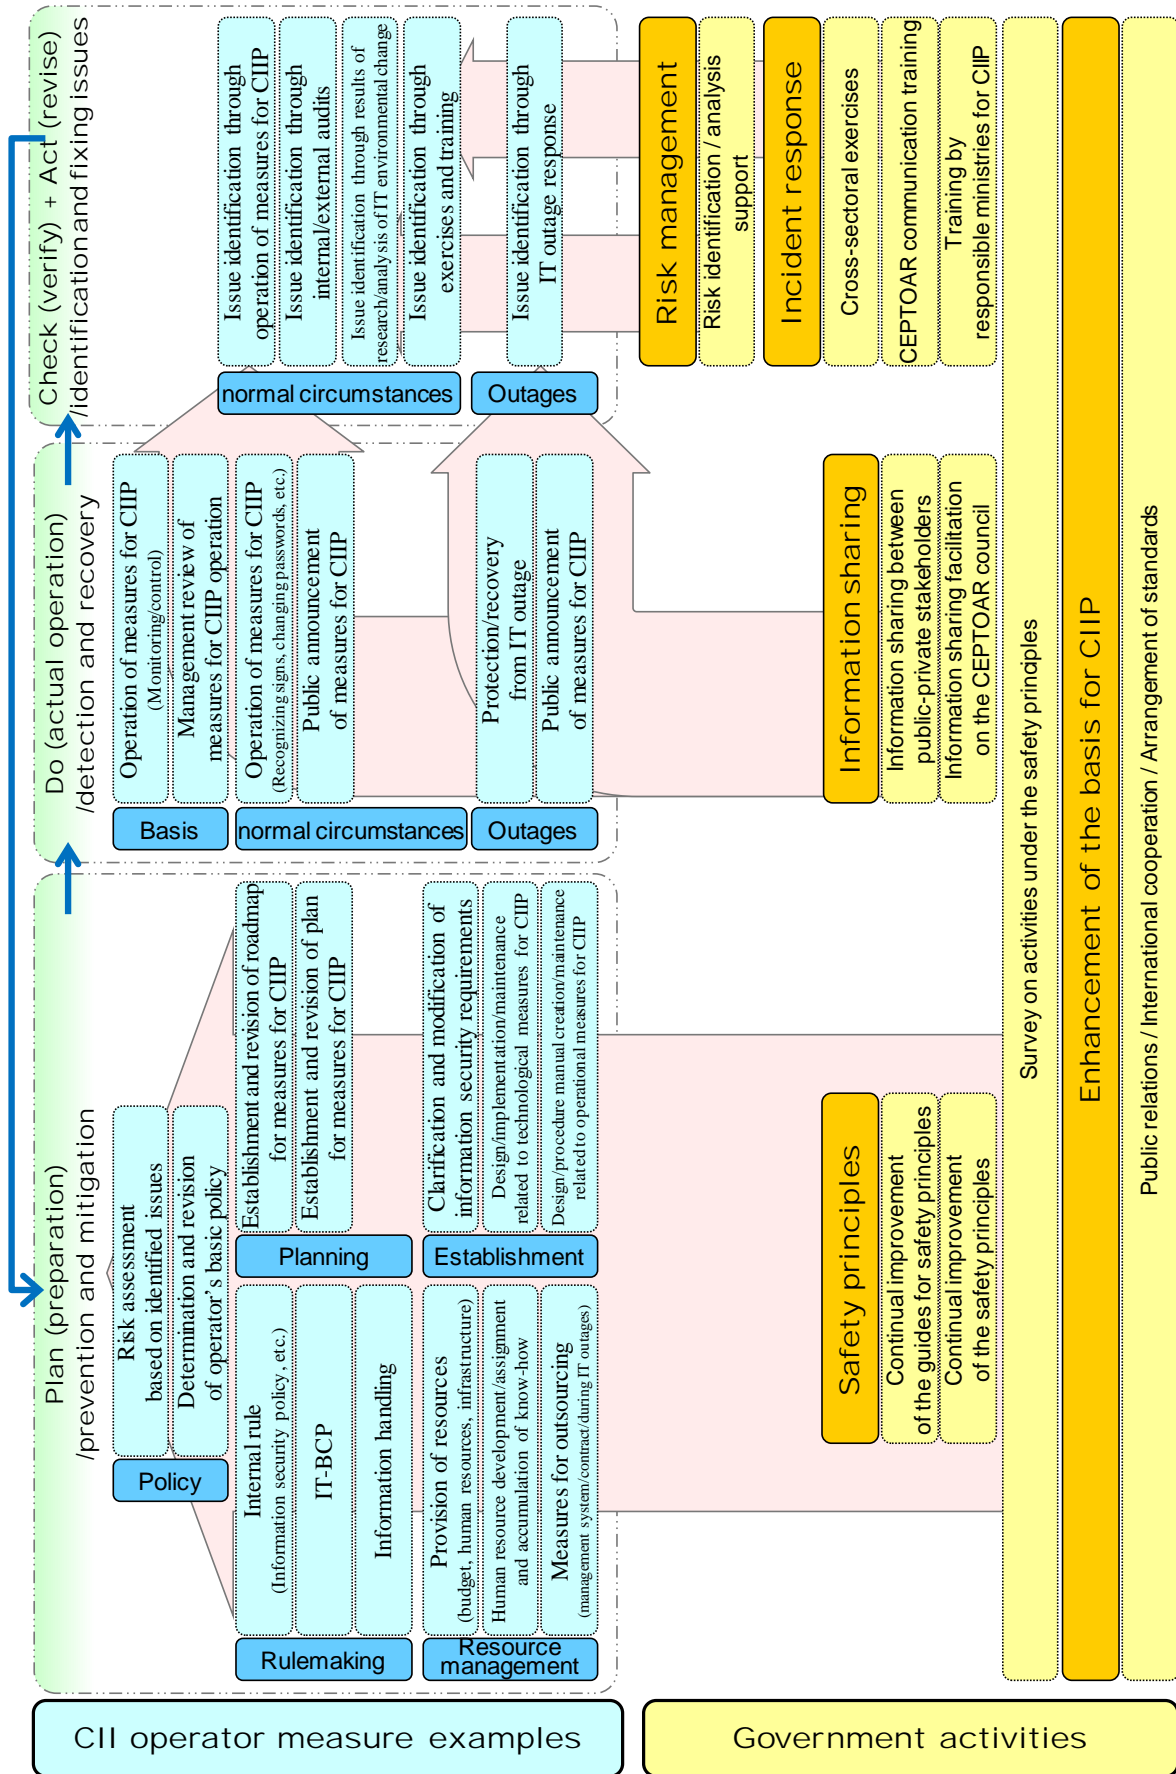 CII operator measure examples
Plan (preparation)
/prevention and mitigation
Policy
Risk assessment
based on identified issues
Determination and revision
of operator's basic policy
Rulemaking
Internal rule
(Information security policy, etc.)
IT-BCP
Information handling
Planning
Establishment and revision of roadmap
for measures for CIIP
Establishment and revision of plan
for measures for CIIP
Resource
management
Provision of resources
(budget, human resources, infrastructure)
Human resource development/assignment
and accumulation of know-how
Measures for outsourcing
(management system/contract/during IT outages)
Establishment
Clarification and modification of
information security requirements
Design/implementation/maintenance
related to technological measures for CIIP
Design/procedure manual creation/maintenance
related to operational measures for CIIP
Do (actual operation)
/detection and recovery
Basis
Operation of measures for CIIP
(Monitoring/control)
Management review of
measures for CIIP operation
normal circumstances
Operation of measures for CIIP
(Recognizing signs, changing passwords, etc.)
Public announcement
of measures for CIIP
Outages
Protection/recovery
from IT outage
Public announcement
of measures for CIIP
Check (verify) + Act (revise)
/identification and fixing issues
normal circumstances
Issue identification through
operation of measures for CIIP
Issue identification through
internal/external audits
Issue identification through results of
research/analysis of IT environmental change
Issue identification through
exercises and training
Outages
Issue identification through
IT outage response
Government activities
Safety principles
Continual improvement
of the guides for safety principles
Continual improvement
of the safety principles
Information sharing
Information sharing between
public-private stakeholders
Information sharing facilitation
on the CEPTOAR council
Risk management
Risk identification / analysis
support
Incident response
Cross-sectoral exercises
CEPTOAR communication training
Training by
responsible ministries for CIIP
Survey on activities under the safety principles
Enhancement of the basis for CIIP
Public relations / International cooperation / Arrangement of standards